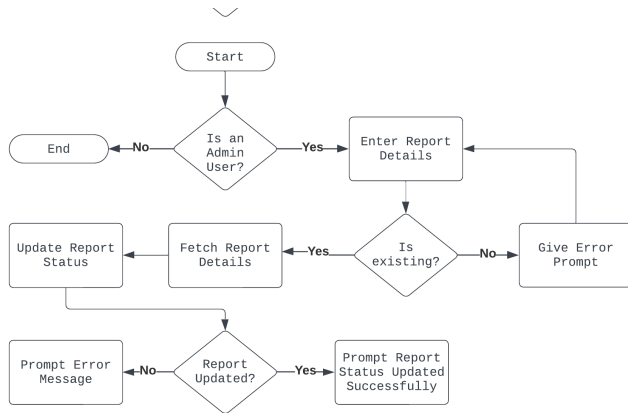 Start
End
No
Is an
Admin
User?
Yes
Enter Report
Details
Update Report
Status
Fetch Report
Details
Yes
Is
existing?
No
Give Error
Prompt
Prompt Error
Message
No
Report
Updated?
Yes
Prompt Report
Status Updated
Successfully